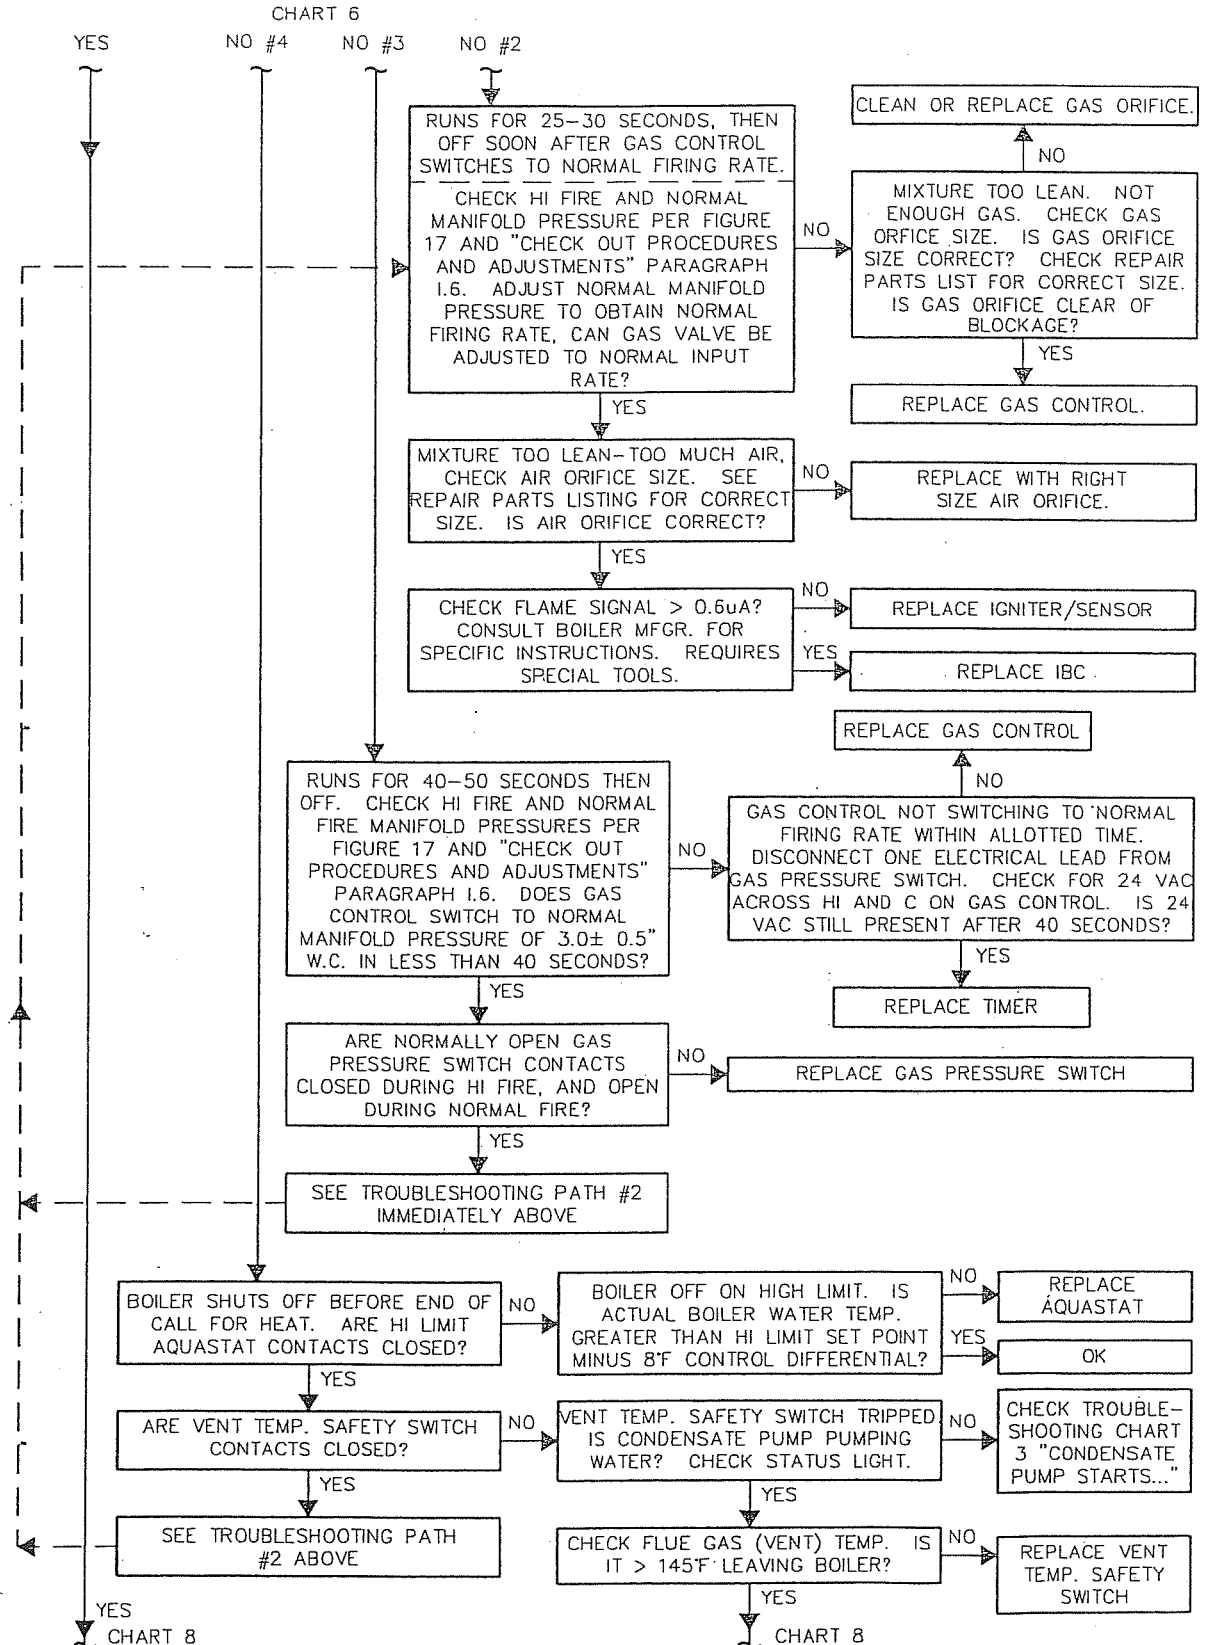 CHART 6
YES
NO #4
NO #3
NO #2
RUNS FOR 25-30 SECONDS, THEN
OFF SOON AFTER GAS CONTROL
SWITCHES TO NORMAL FIRING RATE.
CHECK HI FIRE AND NORMAL
MANIFOLD PRESSURE PER FIGURE
17 AND "CHECK OUT PROCEDURES
AND ADJUSTMENTS" PARAGRAPH
I.6. ADJUST NORMAL MANIFOLD
PRESSURE TO OBTAIN NORMAL
FIRING RATE, CAN GAS VALVE BE
ADJUSTED TO NORMAL INPUT
RATE?
NO
CLEAN OR REPLACE GAS ORIFICE.
NO
MIXTURE TOO LEAN. NOT
ENOUGH GAS. CHECK GAS
ORFICE SIZE. IS GAS ORIFICE
SIZE CORRECT? CHECK REPAIR
PARTS LIST FOR CORRECT SIZE.
IS GAS ORIFICE CLEAR OF
BLOCKAGE?
YES
REPLACE GAS CONTROL.
YES
MIXTURE TOO LEAN-TOO MUCH AIR,
CHECK AIR ORIFICE SIZE. SEE
REPAIR PARTS LISTING FOR CORRECT
SIZE. IS AIR ORIFICE CORRECT?
NO
REPLACE WITH RIGHT
SIZE AIR ORIFICE.
YES
CHECK FLAME SIGNAL > 0.6uA?
CONSULT BOILER MFGR. FOR
SPECIFIC INSTRUCTIONS. REQUIRES
SPECIAL TOOLS.
NO
REPLACE IGNITER/SENSOR
YES
REPLACE IBC
RUNS FOR 40-50 SECONDS THEN
OFF. CHECK HI FIRE AND NORMAL
FIRE MANIFOLD PRESSURES PER
FIGURE 17 AND "CHECK OUT
PROCEDURES AND ADJUSTMENTS"
PARAGRAPH I.6. DOES GAS
CONTROL SWITCH TO NORMAL
MANIFOLD PRESSURE OF 3.0± 0.5"
W.C. IN LESS THAN 40 SECONDS?
NO
REPLACE GAS CONTROL
NO
GAS CONTROL NOT SWITCHING TO NORMAL
FIRING RATE WITHIN ALLOTTED TIME.
DISCONNECT ONE ELECTRICAL LEAD FROM
GAS PRESSURE SWITCH. CHECK FOR 24 VAC
ACROSS HI AND C ON GAS CONTROL. IS 24
VAC STILL PRESENT AFTER 40 SECONDS?
YES
REPLACE TIMER
YES
ARE NORMALLY OPEN GAS
PRESSURE SWITCH CONTACTS
CLOSED DURING HI FIRE, AND OPEN
DURING NORMAL FIRE?
NO
REPLACE GAS PRESSURE SWITCH
YES
SEE TROUBLESHOOTING PATH #2
IMMEDIATELY ABOVE
BOILER SHUTS OFF BEFORE END OF
CALL FOR HEAT. ARE HI LIMIT
AQUASTAT CONTACTS CLOSED?
NO
BOILER OFF ON HIGH LIMIT. IS
ACTUAL BOILER WATER TEMP.
GREATER THAN HI LIMIT SET POINT
MINUS 8°F CONTROL DIFFERENTIAL?
NO
REPLACE
AQUASTAT
YES
OK
YES
ARE VENT TEMP. SAFETY SWITCH
CONTACTS CLOSED?
NO
VENT TEMP. SAFETY SWITCH TRIPPED
IS CONDENSATE PUMP PUMPING
WATER? CHECK STATUS LIGHT.
NO
CHECK TROUBLE-
SHOOTING CHART
3 "CONDENSATE
PUMP STARTS..."
YES
SEE TROUBLESHOOTING PATH
#2 ABOVE
YES
CHECK FLUE GAS (VENT) TEMP. IS
IT > 145°F LEAVING BOILER?
NO
REPLACE VENT
TEMP. SAFETY
SWITCH
YES
CHART 8
YES
CHART 8